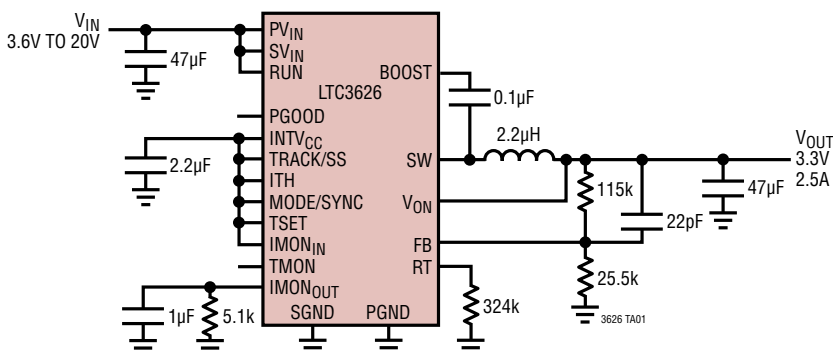 VIN
3.6V TO 20V
47µF
PVIN
SVIN
RUN
BOOST
LTC3626
0.1µF
PGOOD
2.2µH
INTVCC
TRACK/SS
ITH
MODE/SYNC
TSET
IMONIN
TMON
IMONOUT
2.2µF
SW
VON
FB
RT
VOUT
3.3V
2.5A
115k
22pF
47µF
25.5k
324k
1µF
5.1k
SGND
PGND
3626 TA01